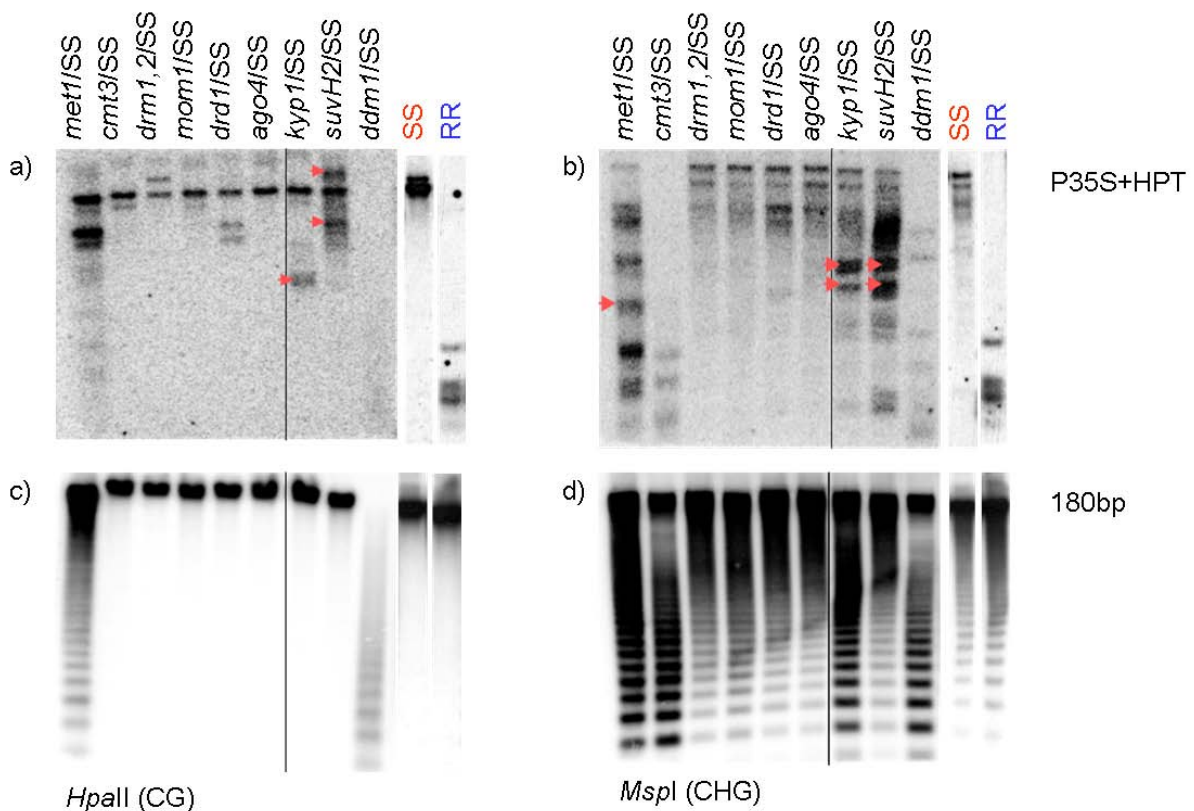 met1/SS
cmt3/SS
drm1,2/SS
mom1/SS
drd1/SS
ago4/SS
kyp1/SS
suvH2/SS
ddm1/SS
SS
RR
met1/SS
cmt3/SS
drm1,2/SS
mom1/SS
drd1/SS
ago4/SS
kyp1/SS
suvH2/SS
ddm1/SS
SS
RR
a)
b)
P35S+HPT
c)
d)
180bp
HpaII (CG)
MspI (CHG)